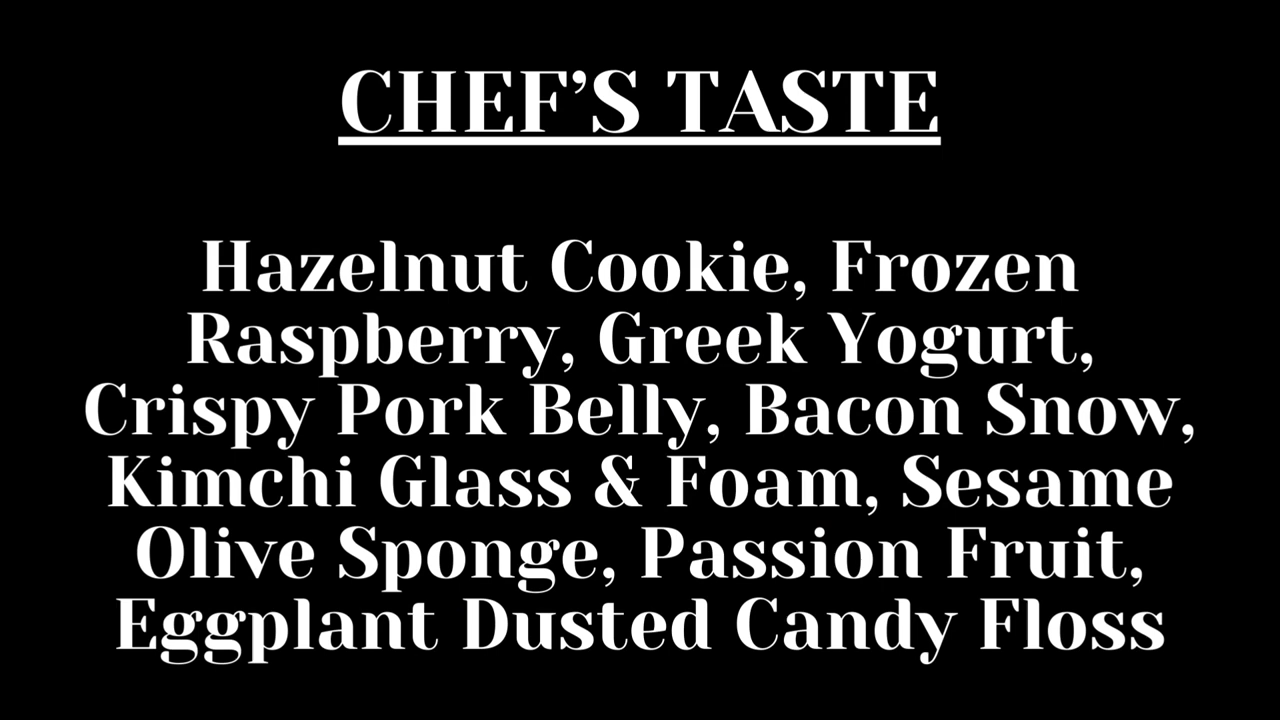 CHEF’S TASTE
Hazelnut Cookie, Frozen
Raspberry, Greek Yogurt,
Crispy Pork Belly, Bacon Snow,
Kimchi Glass & Foam, Sesame
Olive Sponge, Passion Fruit,
Eggplant Dusted Candy Floss